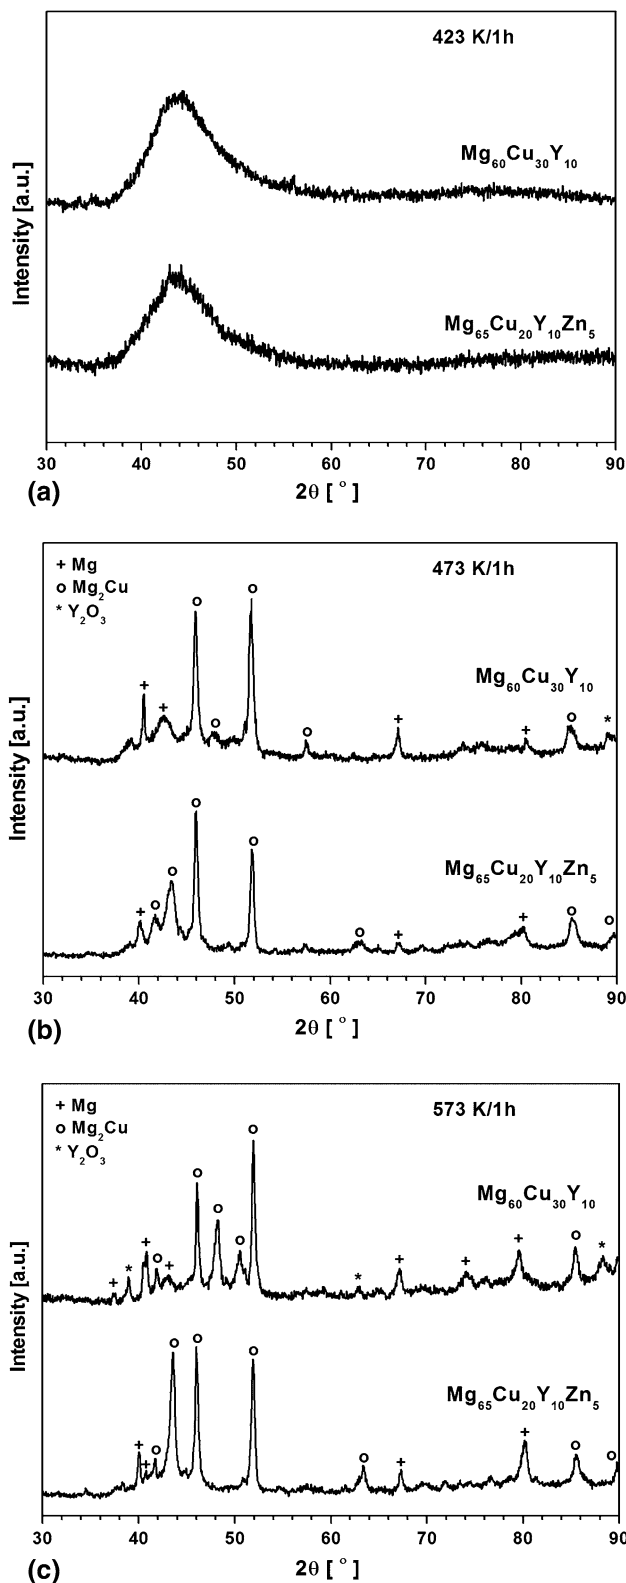 423 K/1h
Mg60Cu30Y10
Mg65Cu20Y10Zn5
Intensity [a.u.]
30 40 50 60 70 80 90
2θ [ ° ]
(a)
+ Mg
o Mg2Cu
* Y2O3
473 K/1h
Mg60Cu30Y10
Mg65Cu20Y10Zn5
Intensity [a.u.]
30 40 50 60 70 80 90
2θ [ ° ]
(b)
+ Mg
o Mg2Cu
* Y2O3
573 K/1h
Mg60Cu30Y10
Mg65Cu20Y10Zn5
Intensity [a.u.]
30 40 50 60 70 80 90
2θ [ ° ]
(c)